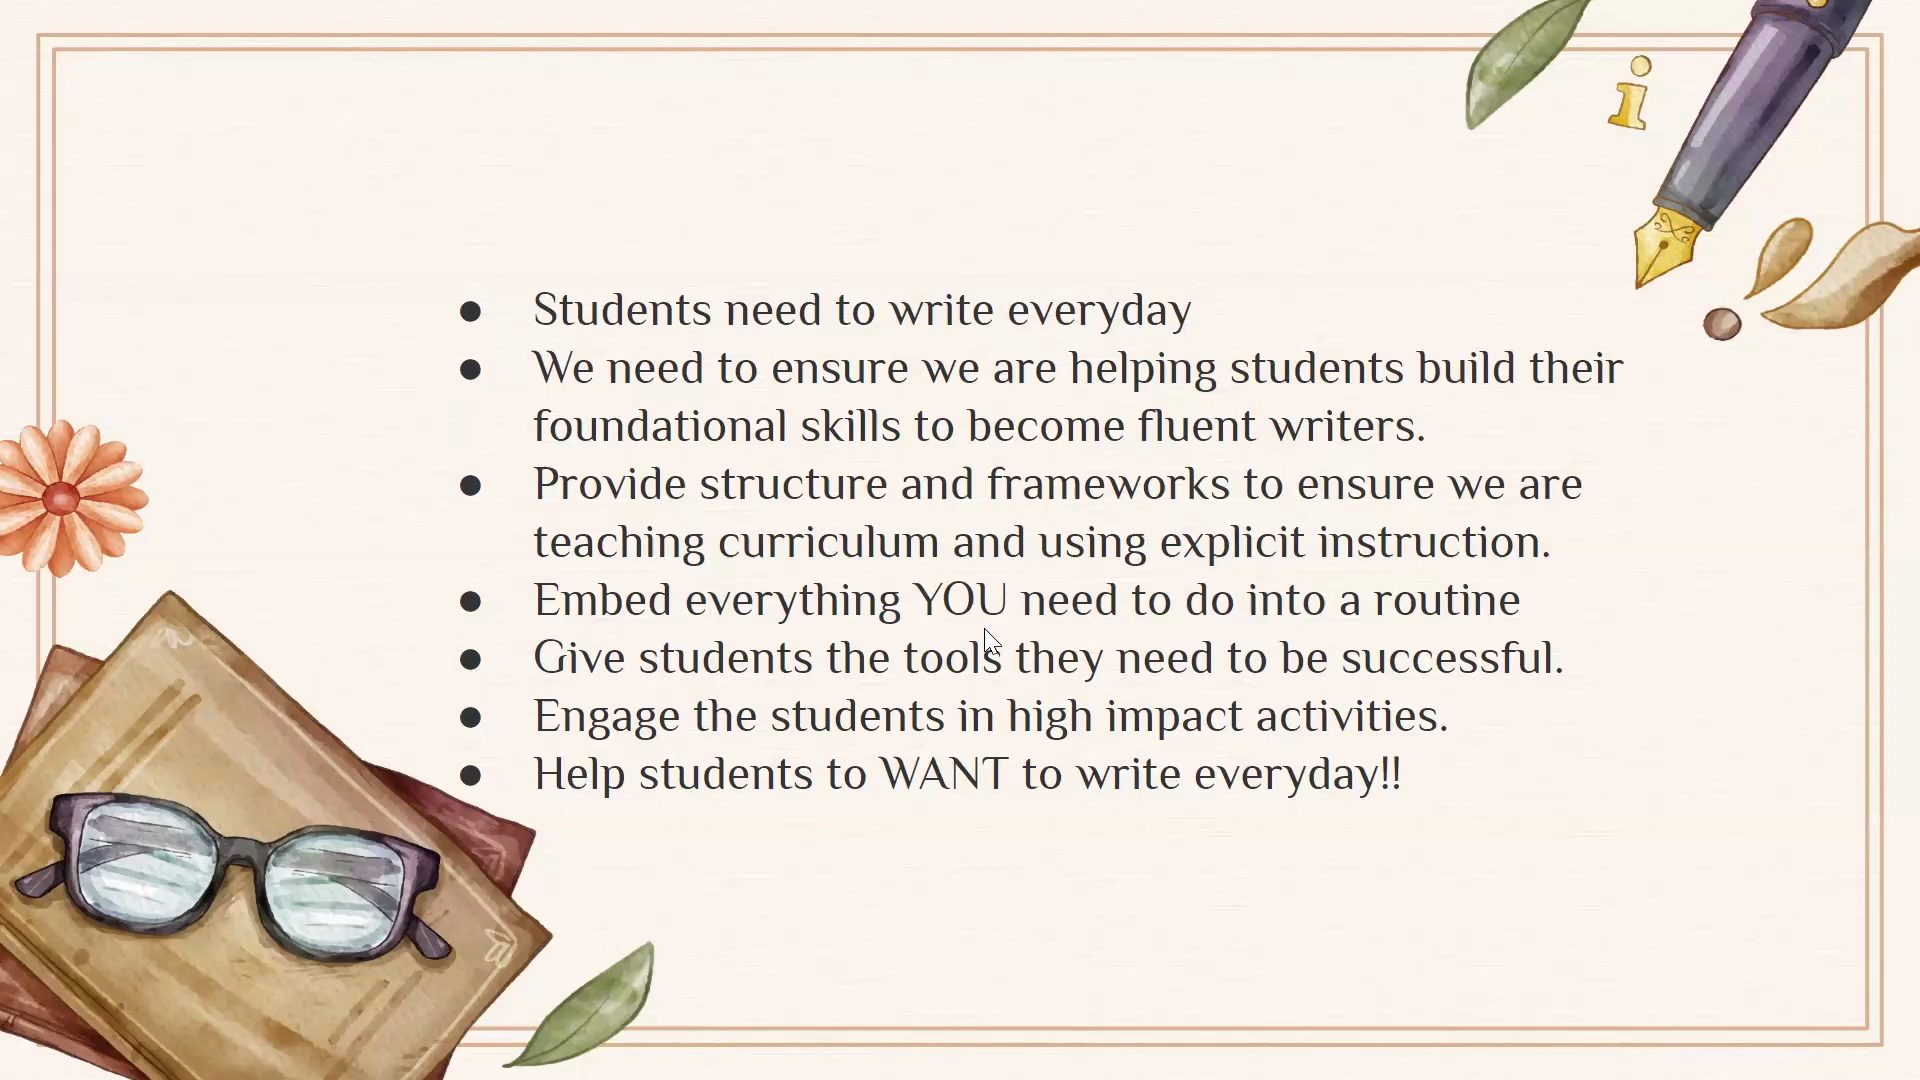 i
● Students need to write everyday
● We need to ensure we are helping students build their
foundational skills to become fluent writers.
● Provide structure and frameworks to ensure we are
teaching curriculum and using explicit instruction.
● Embed everything YOU need to do into a routine
● Give students the tools they need to be successful.
● Engage the students in high impact activities.
● Help students to WANT to write everyday!!